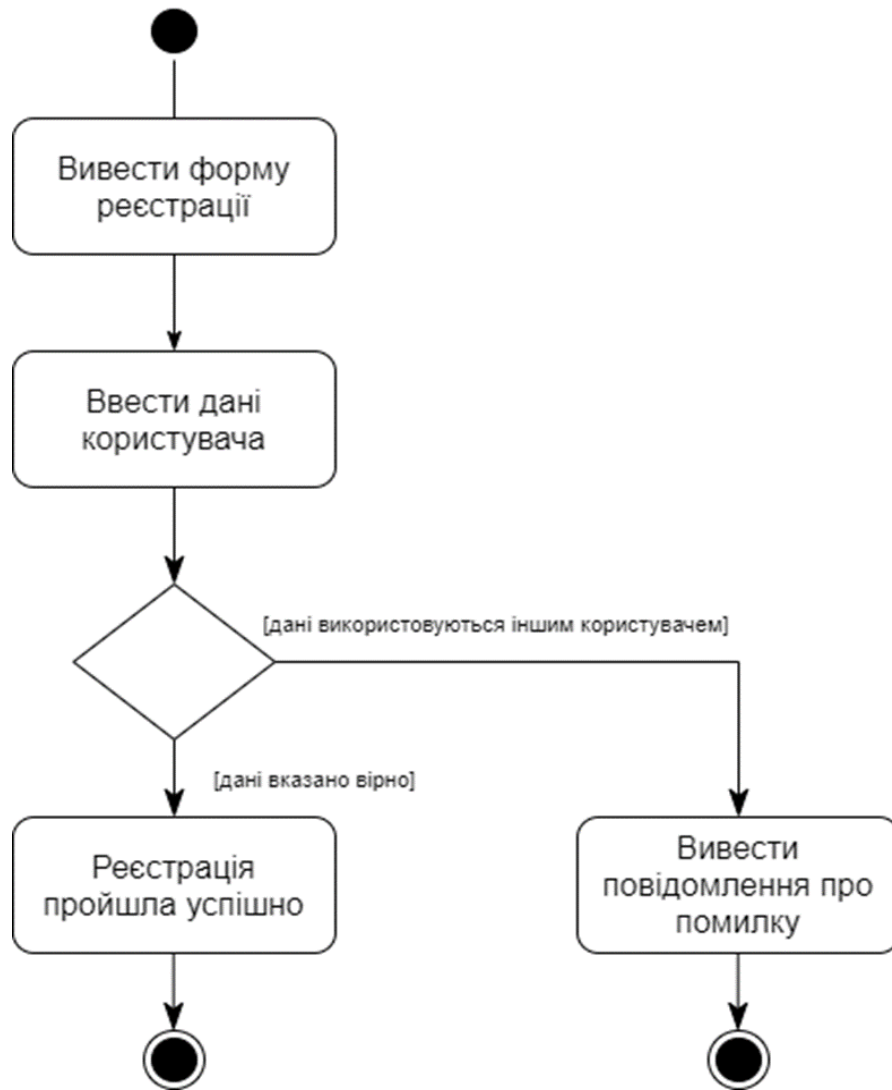 Вивести форму
реєстрації
Ввести дані
користувача
[дані використовуються іншим користувачем]
[дані вказано вірно]
Реєстрація
пройшла успішно
Вивести
повідомлення про
помилку